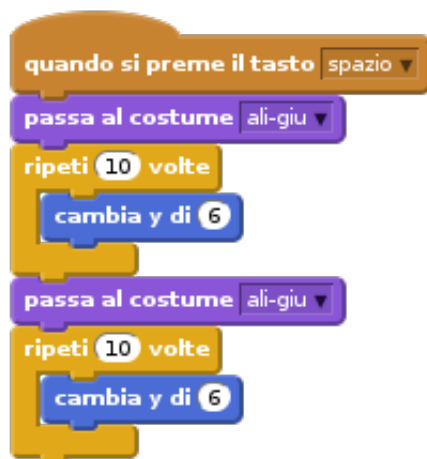 quando si preme il tasto spazio
passa al costume ali-giu
ripeti 10 volte
cambia y di 6
passa al costume ali-giu
ripeti 10 volte
cambia y di 6